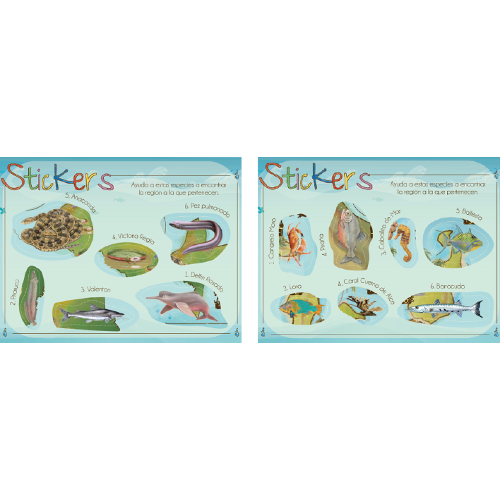 Stickers
Ayuda a estas especies a encontrar
la región a la que pertenecen.
5. Anaconda
6. Pez pulmonado
4. Victoria Regia
2. Pirarucú
3. Valentón
1. Delfín Rosado
Stickers
Ayuda a estas especies a encontrar
la región a la que pertenecen.
1. Cangrejo Moro
7. Pargo
2. Caballito de Mar
5. Ballesta
3. Loro
4. Coral Cuerno de Alce
6. Barracuda